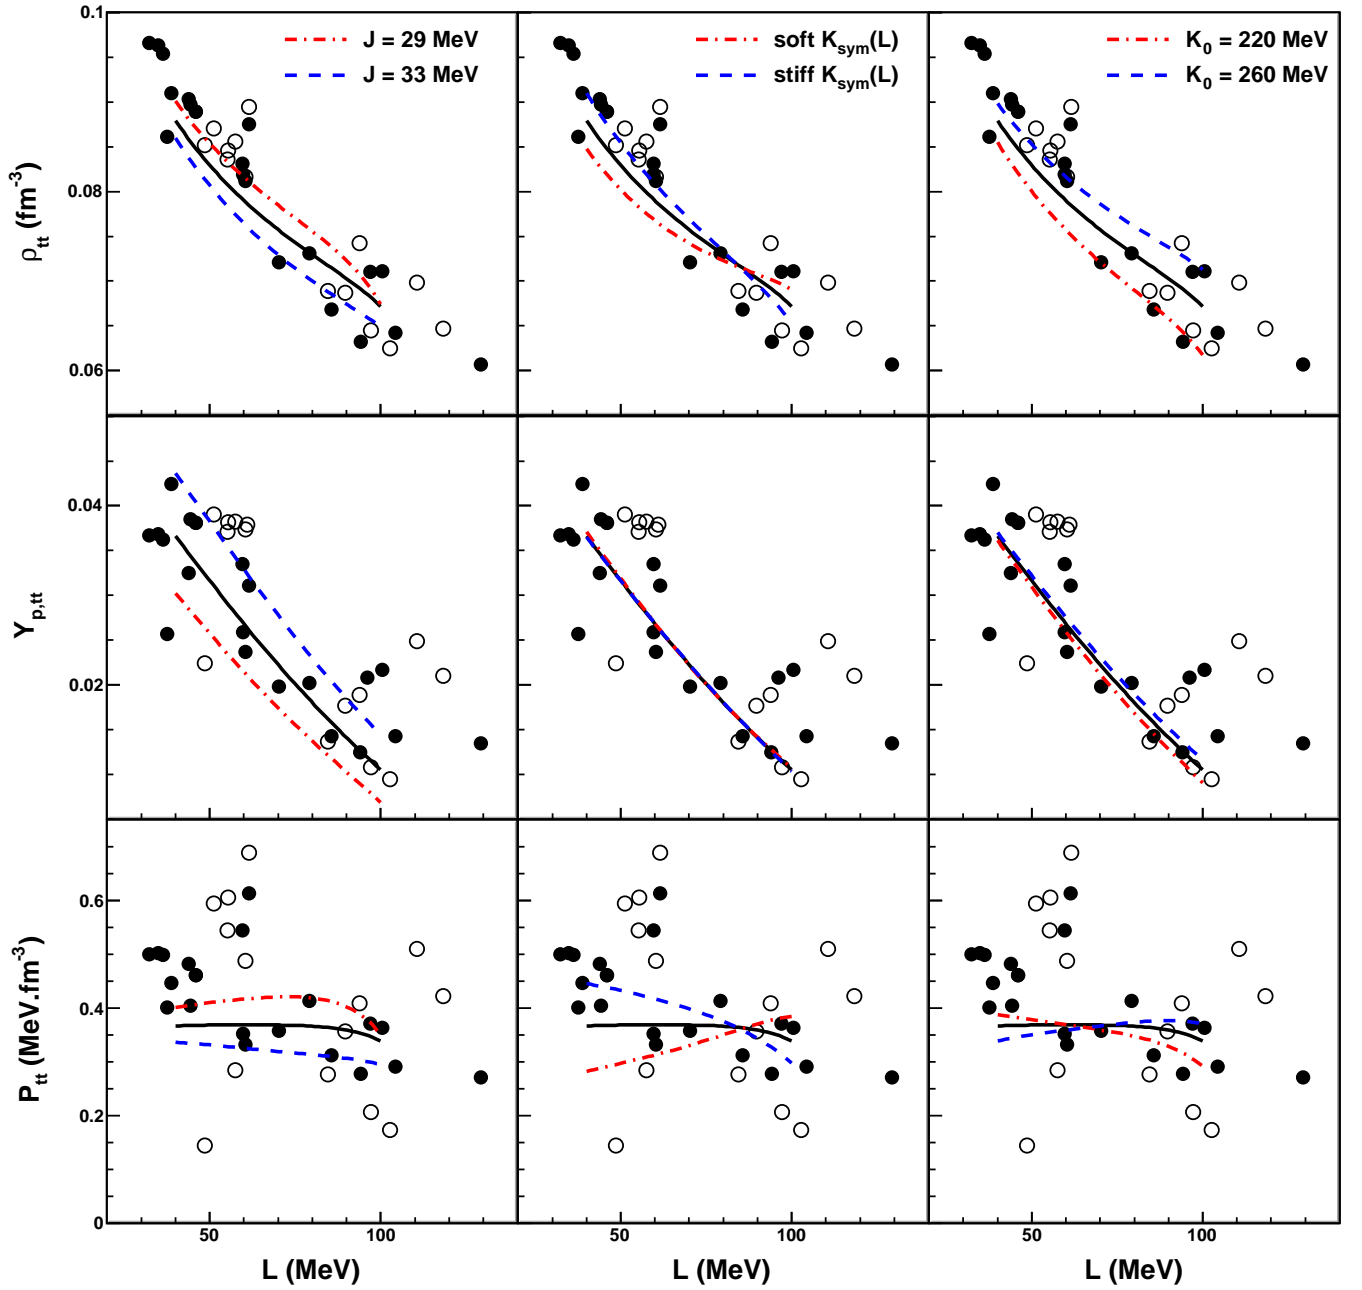 0.1
0.08
0.06
ρtt (fm-3)
J = 29 MeV
J = 33 MeV
soft Ksym(L)
stiff Ksym(L)
K0 = 220 MeV
K0 = 260 MeV
0.04
0.02
Yp,tt
0.6
0.4
0.2
0
Ptt (MeV.fm-3)
50 100
50 100
50 100
L (MeV)
L (MeV)
L (MeV)